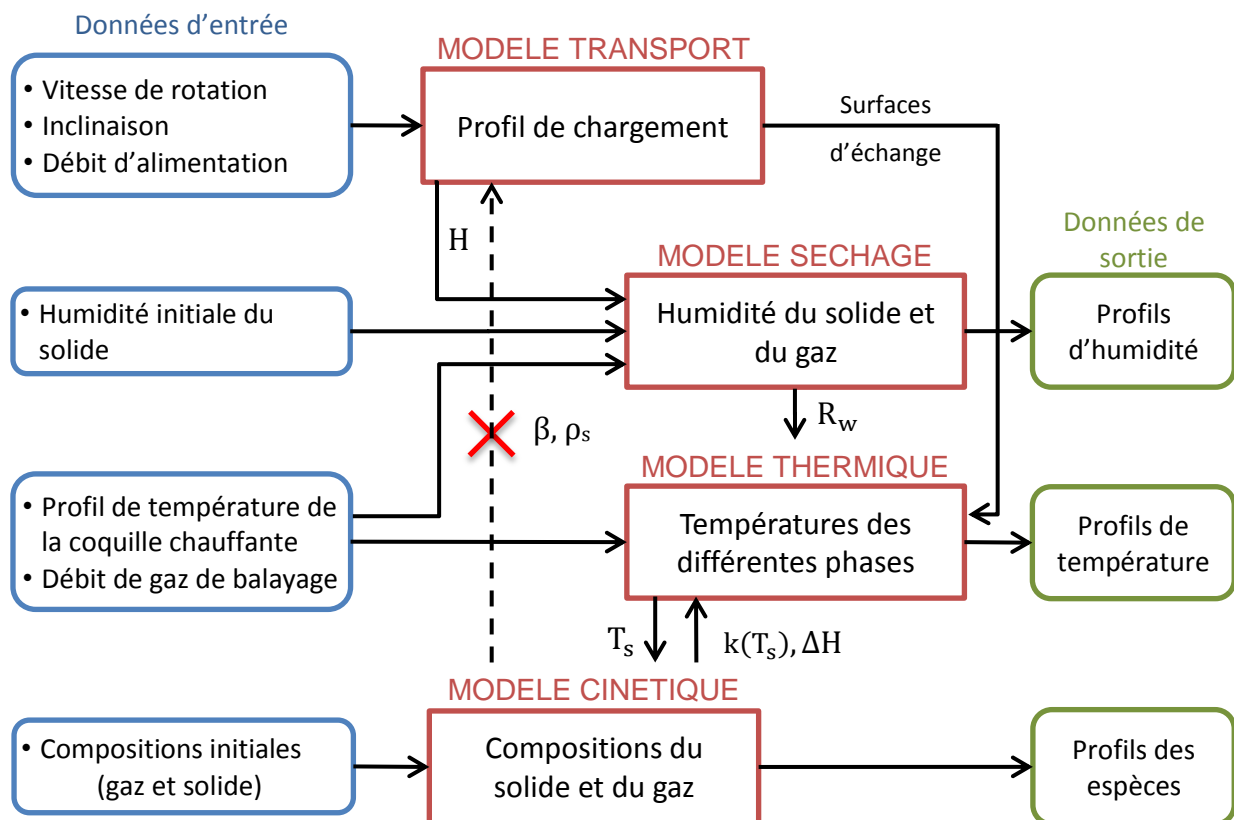 Données d'entrée
MODELE TRANSPORT
• Vitesse de rotation
• Inclinaison
• Débit d'alimentation
Profil de chargement
Surfaces
d'échange
H
MODELE SECHAGE
Données de
sortie
• Humidité initiale du
solide
Humidité du solide et
du gaz
Profils
d'humidité
β, ρs
Rw
MODELE THERMIQUE
• Profil de température de
la coquille chauffante
• Débit de gaz de balayage
Températures des
différentes phases
Profils de
température
Ts
k(Ts), ΔH
MODELE CINETIQUE
• Compositions initiales
(gaz et solide)
Compositions du
solide et du gaz
Profils des
espèces